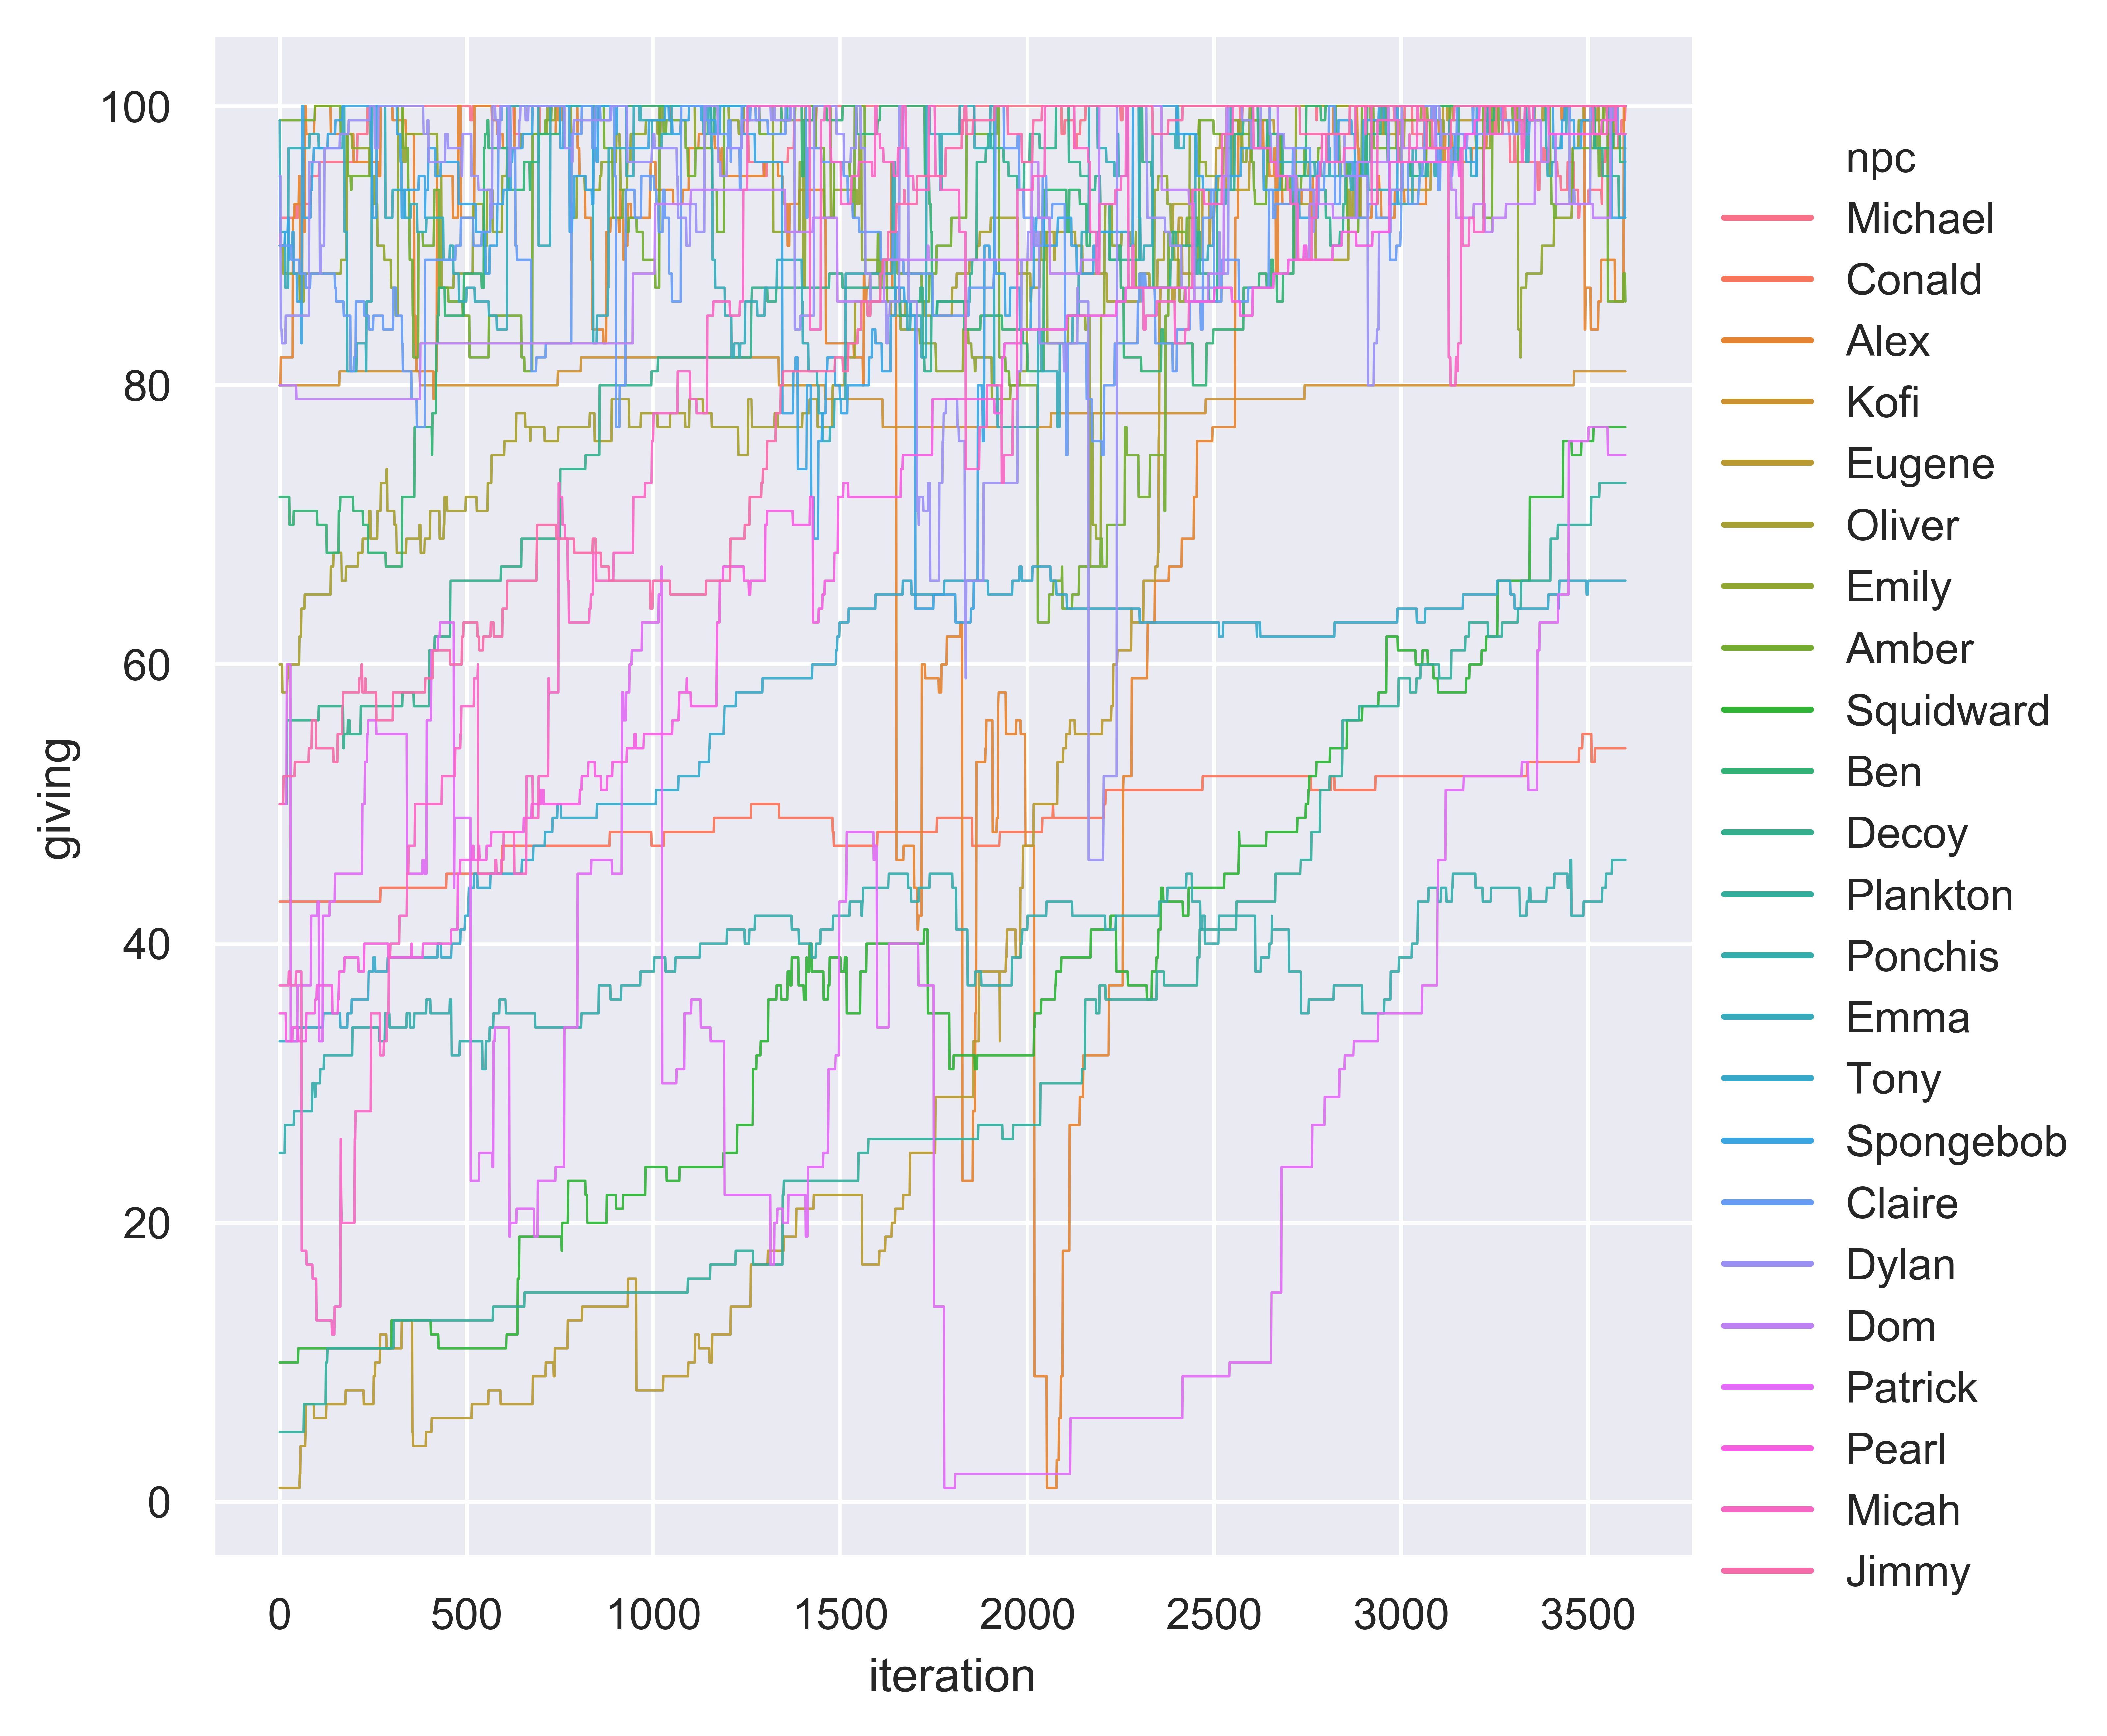 100
80
60
40
20
0
giving
0 500 1000 1500 2000 2500 3000 3500
iteration
npc
Michael
Conald
Alex
Kofi
Eugene
Oliver
Emily
Amber
Squidward
Ben
Decoy
Plankton
Ponchis
Emma
Tony
Spongebob
Claire
Dylan
Dom
Patrick
Pearl
Micah
Jimmy